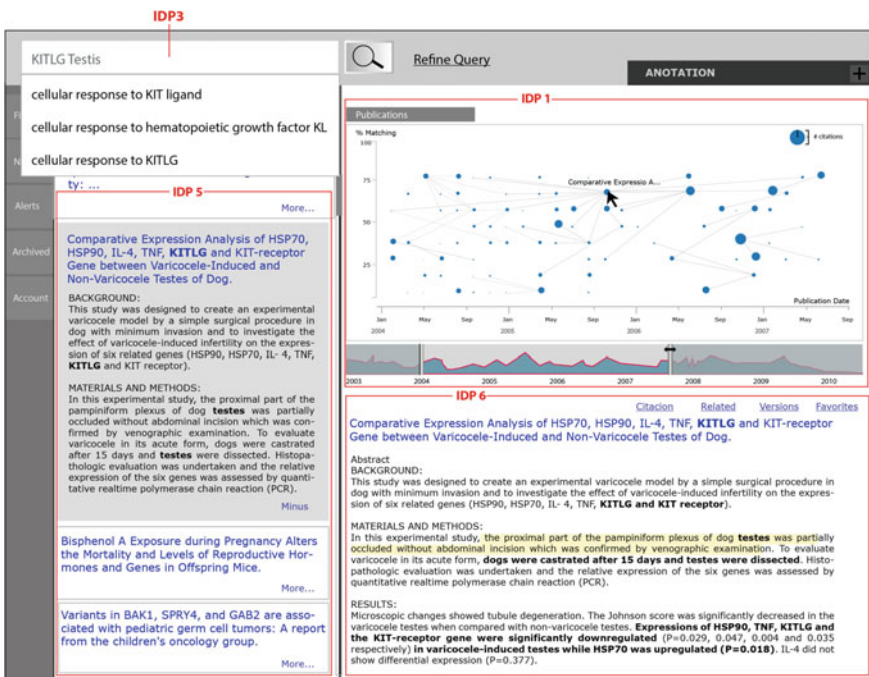 IDP3
KITLG Testis
Refine Query
ANOTATION
cellular response to KIT ligand
cellular response to hematopoietic growth factor KL
cellular response to KITLG
Alerts
Archived
Account
ty: ...
IDP 5
More...
Comparative Expression Analysis of HSP70,
HSP90, IL-4, TNF, KITLG and KIT-receptor
Gene between Varicocele-Induced and
Non-Varicocele Testes of Dog.
BACKGROUND:
This study was designed to create an experimental
varicocele model by a simple surgical procedure in
dog with minimum invasion and to investigate the
effect of varicocele-induced infertility on the expres-
sion of six related genes (HSP90, HSP70, IL- 4, TNF,
KITLG and KIT receptor).
MATERIALS AND METHODS:
In this experimental study, the proximal part of the
pampiniform plexus of dog testes was partially
occluded without abdominal incision which was con-
firmed by venographic examination. To evaluate
varicocele in its acute form, dogs were castrated
after 15 days and testes were dissected. Histopa-
thologic evaluation was undertaken and the relative
expression of the six genes was assessed by quanti-
tative realtime polymerase chain reaction (PCR).
Minus
Bisphenol A Exposure during Pregnancy Alters
the Mortality and Levels of Reproductive Hor-
mones and Genes in Offspring Mice.
More...
Variants in BAK1, SPRY4, and GAB2 are asso-
ciated with pediatric germ cell tumors: A report
from the children's oncology group.
More...
IDP 1
Publications
% Matching
100
# citations
75
Comparative Expressio A...
50
25
Publication Date
Jan May Sep Jan May Sep Jan May Sep Jan May Sep
2004 2005 2006 2007
2003 2004 2005 2006 2007 2008 2009 2010
IDP 6
Citacion Related Versions Favorites
Comparative Expression Analysis of HSP70, HSP90, IL-4, TNF, KITLG and KIT-receptor
Gene between Varicocele-Induced and Non-Varicocele Testes of Dog.
Abstract
BACKGROUND:
This study was designed to create an experimental varicocele model by a simple surgical procedure in
dog with minimum invasion and to investigate the effect of varicocele-induced infertility on the expres-
sion of six related genes (HSP90, HSP70, IL- 4, TNF, KITLG and KIT receptor).
MATERIALS AND METHODS:
In this experimental study, the proximal part of the pampiniform plexus of dog testes was partially
occluded without abdominal incision which was confirmed by venographic examination. To evaluate
varicocele in its acute form, dogs were castrated after 15 days and testes were dissected. Histo-
pathologic evaluation was undertaken and the relative expression of the six genes was assessed by
quantitative realtime polymerase chain reaction (PCR).
RESULTS:
Microscopic changes showed tubule degeneration. The Johnson score was significantly decreased in the
varicocele testes when compared with non-varicocele testes. Expressions of HSP90, TNF, KITLG and
the KIT-receptor gene were significantly downregulated (P=0.029, 0.047, 0.004 and 0.035
respectively) in varicocele-induced testes while HSP70 was upregulated (P=0.018). IL-4 did not
show differential expression (P=0.377).